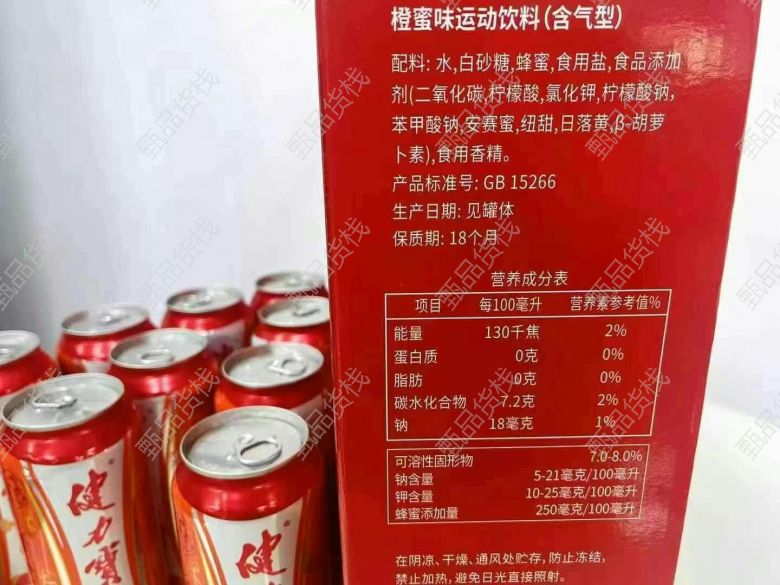 橙蜜味运动饮料(含气型)
配料: 水,白砂糖,蜂蜜,食用盐,食品添加
剂(二氧化碳,柠檬酸,氯化钾,柠檬酸钠,
苯甲酸钠,安赛蜜,纽甜,日落黄,β-胡萝
卜素),食用香精。
产品标准号: GB 15266
生产日期: 见罐体
保质期: 18个月
营养成分表
项目 每100毫升 营养素参考值%
能量 130千焦 2%
蛋白质 0克 0%
脂肪 0克 0%
碳水化合物 7.2克 2%
钠 18毫克 1%
可溶性固形物 7.0-8.0%
钠含量 5-21毫克/100毫升
钾含量 10-25毫克/100毫升
蜂蜜添加量 250毫克/100毫升
在阴凉、干燥、通风处贮存, 防止冻结,
禁止加热, 避免日光直接照射。
健力寶
健
甄品货栈